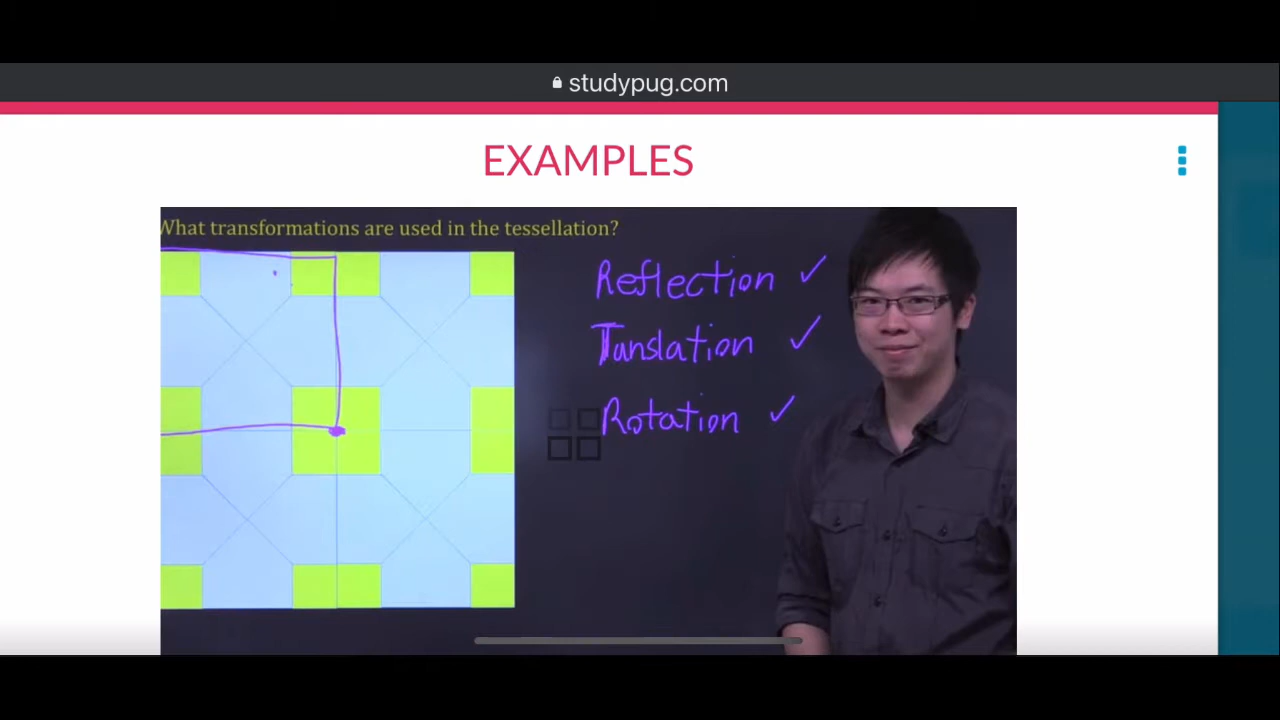 studypug.com
EXAMPLES
What transformations are used in the tessellation?
Reflection ✓
Tanslation ✓
Rotation ✓